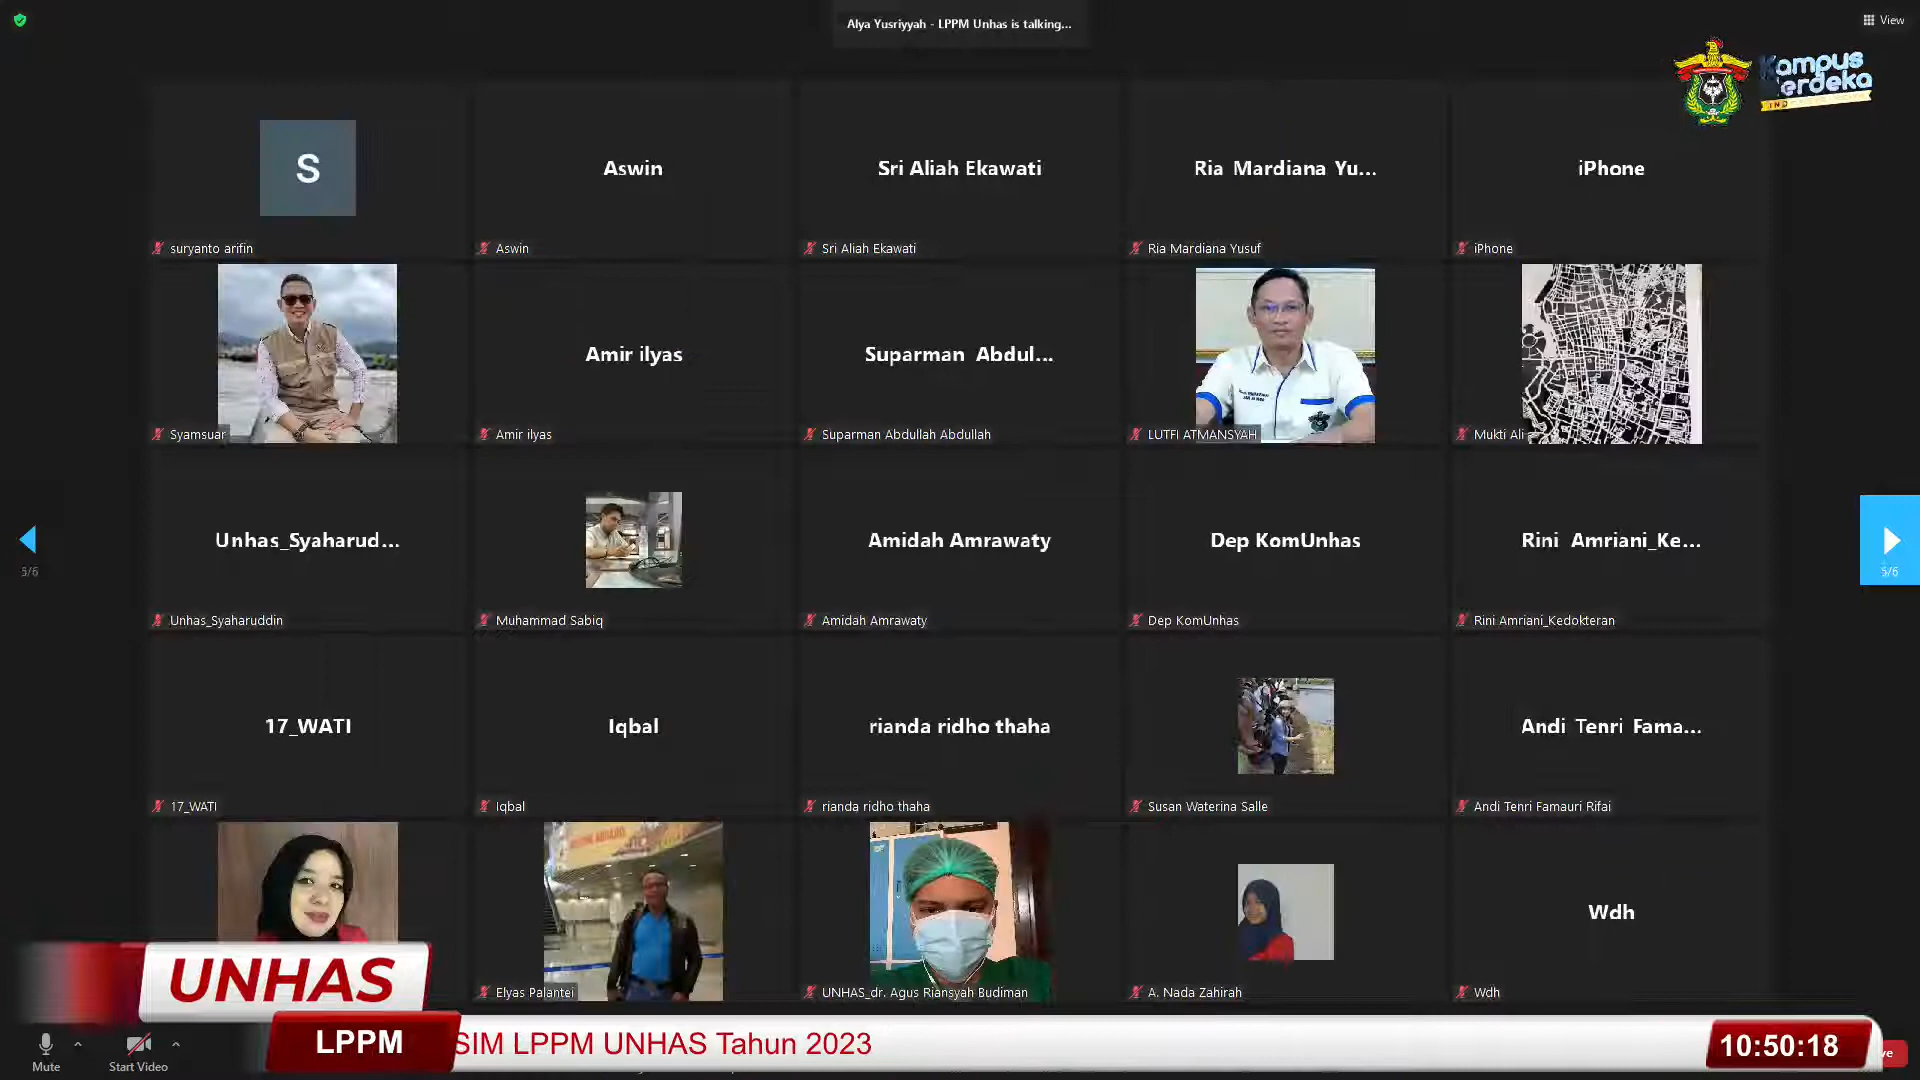 Alya Yusriyyah - LPPM Unhas is talking...
View
Kampus
Merdeka
S
Aswin
Sri Aliah Ekawati
Ria Mardiana Yu...
iPhone
suryanto arifin
Aswin
Sri Aliah Ekawati
Ria Mardiana Yusuf
iPhone
Amir ilyas
Suparman Abdul...
Syamsuar
Amir ilyas
Suparman Abdullah Abdullah
LUTFI ATMANSYAH
Mukti Ali
Unhas_Syaharud...
Amidah Amrawaty
Dep KomUnhas
Rini Amriani_Ke...
5/6
5/6
Unhas_Syaharuddin
Muhammad Sabiq
Amidah Amrawaty
Dep KomUnhas
Rini Amriani_Kedokteran
17_WATI
Iqbal
rianda ridho thaha
Andi Tenri Fama...
17_WATI
Iqbal
rianda ridho thaha
Susan Waterina Salle
Andi Tenri Famauri Rifai
Wdh
UNHAS
Elyas Palantei
UNHAS_dr. Agus Riansyah Budiman
A. Nada Zahirah
Wdh
LPPM
SIM LPPM UNHAS Tahun 2023
10:50:18
Mute
Start Video